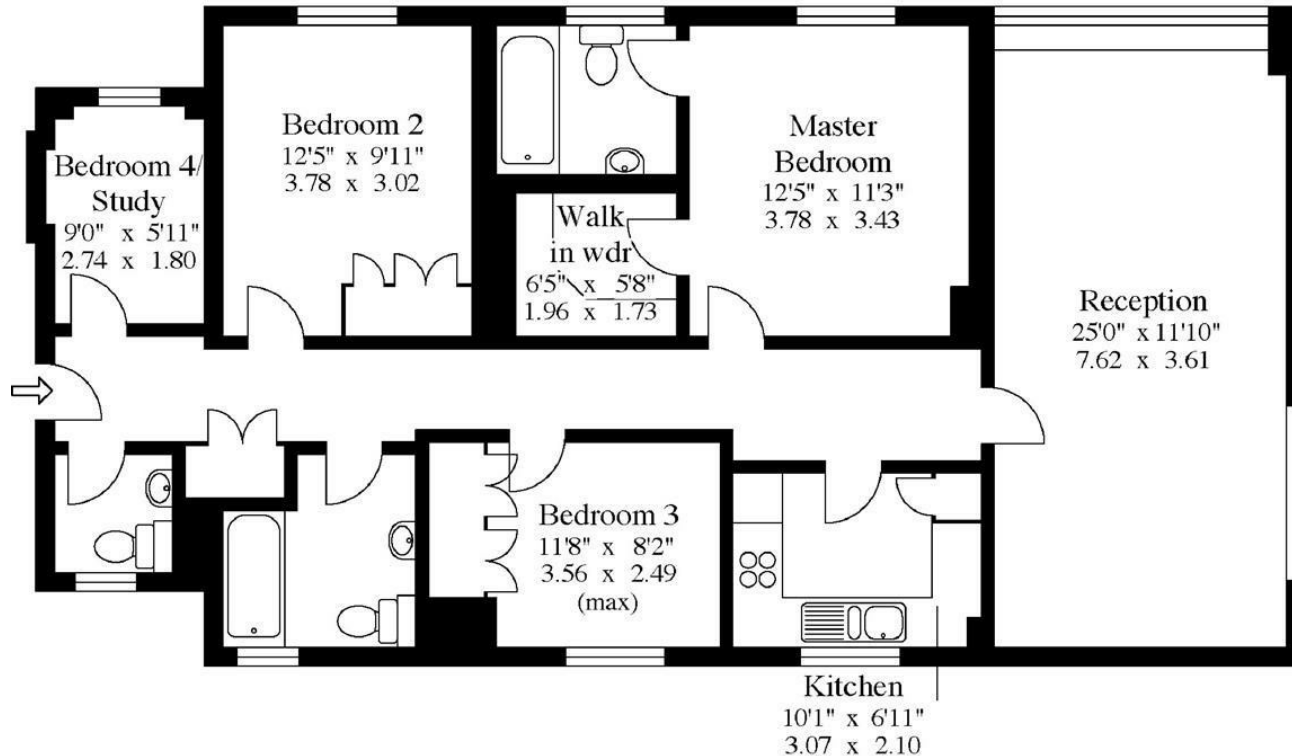 Bedroom 4/
Study
9'0" x 5'11"
2.74 x 1.80
Bedroom 2
12'5" x 9'11"
3.78 x 3.02
Walk
in wdr
6'5" x 5'8"
1.96 x 1.73
Master
Bedroom
12'5" x 11'3"
3.78 x 3.43
Reception
25'0" x 11'10"
7.62 x 3.61
Bedroom 3
11'8" x 8'2"
3.56 x 2.49
(max)
Kitchen
10'1" x 6'11"
3.07 x 2.10